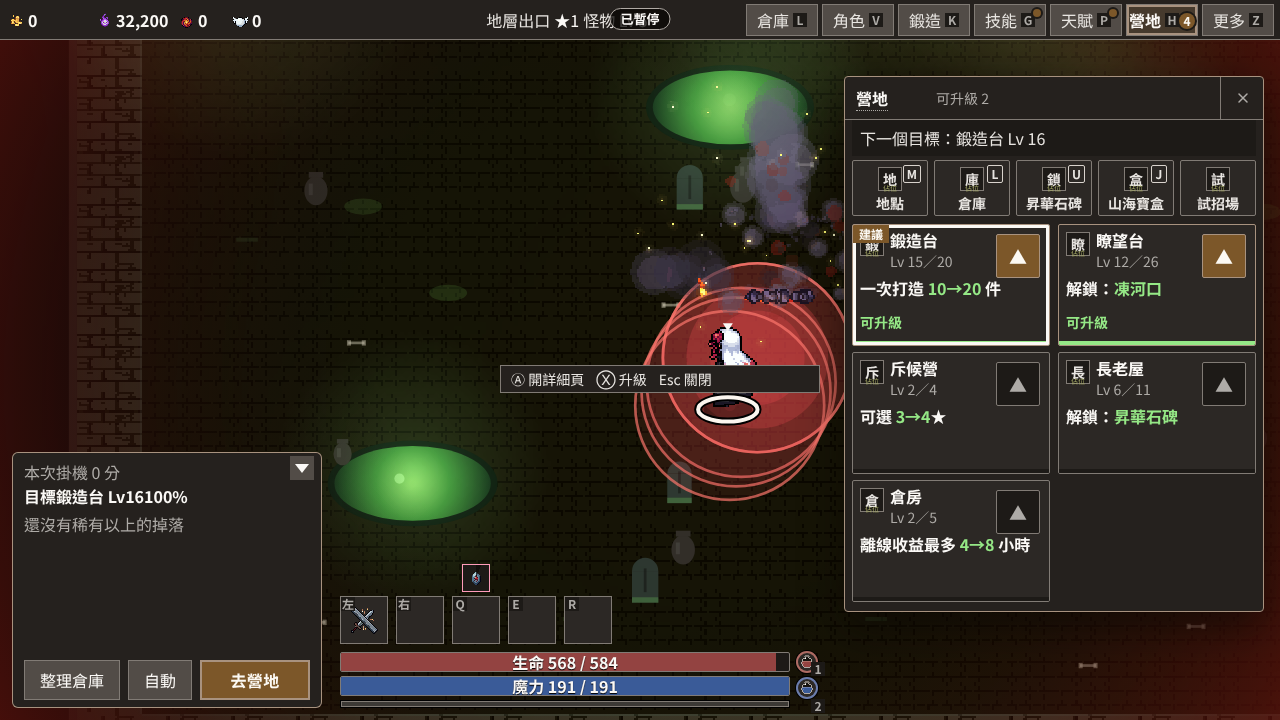 0 32,200 0 0
地層出口 ★1 怪物
已暫停
倉庫 L
角色 V
鍛造 K
技能 G
天賦 P
營地 H 4
更多 Z
營地 可升級 2
下一個目標：鍛造台 Lv 16
地 M
地點
庫 L
倉庫
鎖 U
昇華石碑
盒 J
山海寶盒
試
試招場
建議
鍛造台
Lv 15／20
一次打造 10→20 件
可升級
瞭
瞭望台
Lv 12／26
解鎖：凍河口
可升級
斥
斥候營
Lv 2／4
可選 3→4★
長
長老屋
Lv 6／11
解鎖：昇華石碑
倉
倉房
Lv 2／5
離線收益最多 4→8 小時
Ⓐ 開詳細頁 Ⓧ 升級 Esc 關閉
本次掛機 0 分
目標鍛造台 Lv16100%
還沒有稀有以上的掉落
整理倉庫
自動
去營地
左
右
Q
E
R
生命 568 / 584
1
魔力 191 / 191
2